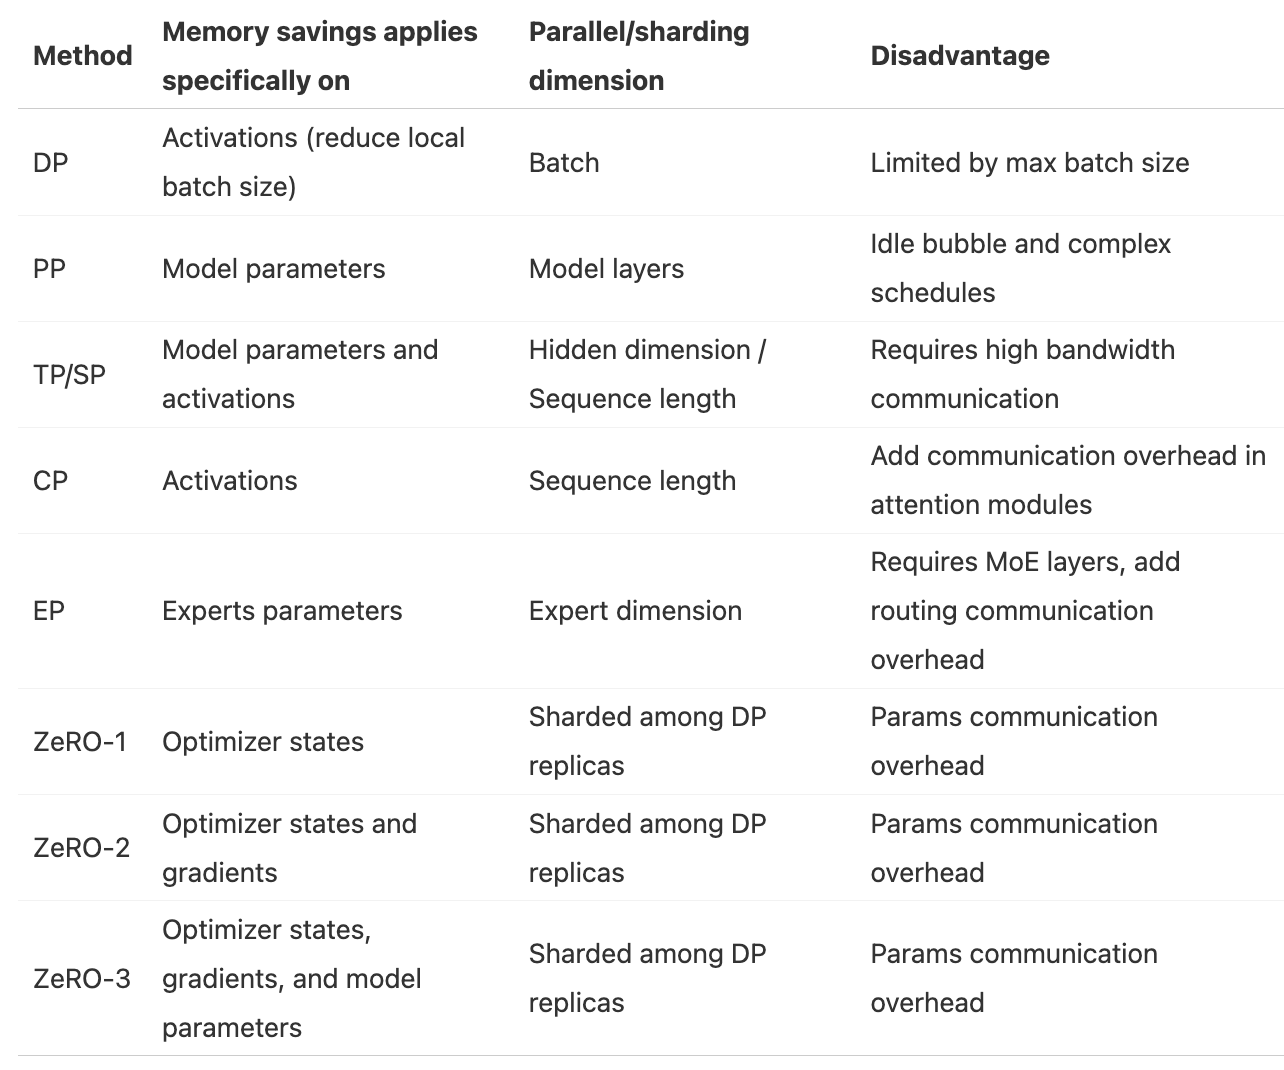 Method
Memory savings applies
specifically on
Parallel/sharding
dimension
Disadvantage
DP
Activations (reduce local
batch size)
Batch
Limited by max batch size
PP
Model parameters
Model layers
Idle bubble and complex
schedules
TP/SP
Model parameters and
activations
Hidden dimension /
Sequence length
Requires high bandwidth
communication
CP
Activations
Sequence length
Add communication overhead in
attention modules
EP
Experts parameters
Expert dimension
Requires MoE layers, add
routing communication
overhead
ZeRO-1
Optimizer states
Sharded among DP
replicas
Params communication
overhead
ZeRO-2
Optimizer states and
gradients
Sharded among DP
replicas
Params communication
overhead
ZeRO-3
Optimizer states,
gradients, and model
parameters
Sharded among DP
replicas
Params communication
overhead